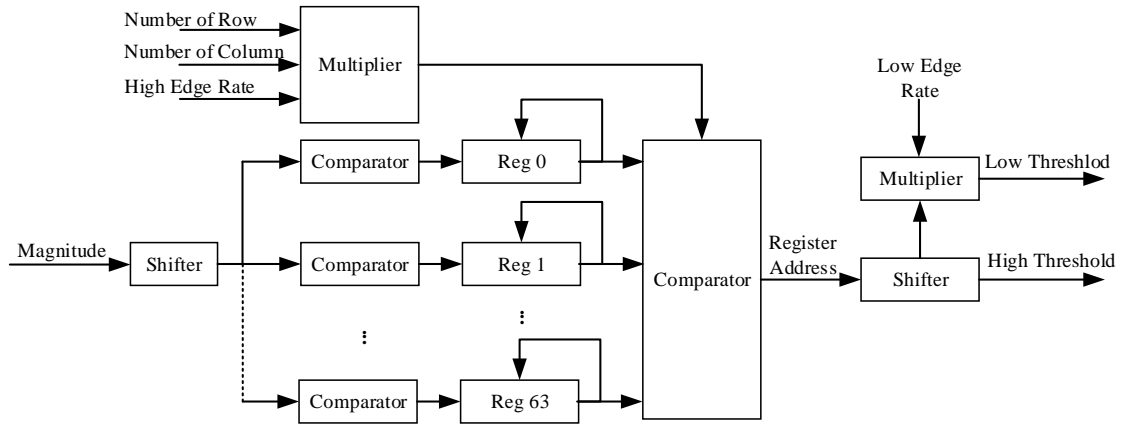 Number of Row
Number of Column
High Edge Rate
Multiplier
Low Edge
Rate
Comparator
Reg 0
Multiplier
Low Threshlod
Magnitude
Shifter
Comparator
Reg 1
Comparator
Register
Address
Shifter
High Threshold
...
...
Comparator
Reg 63